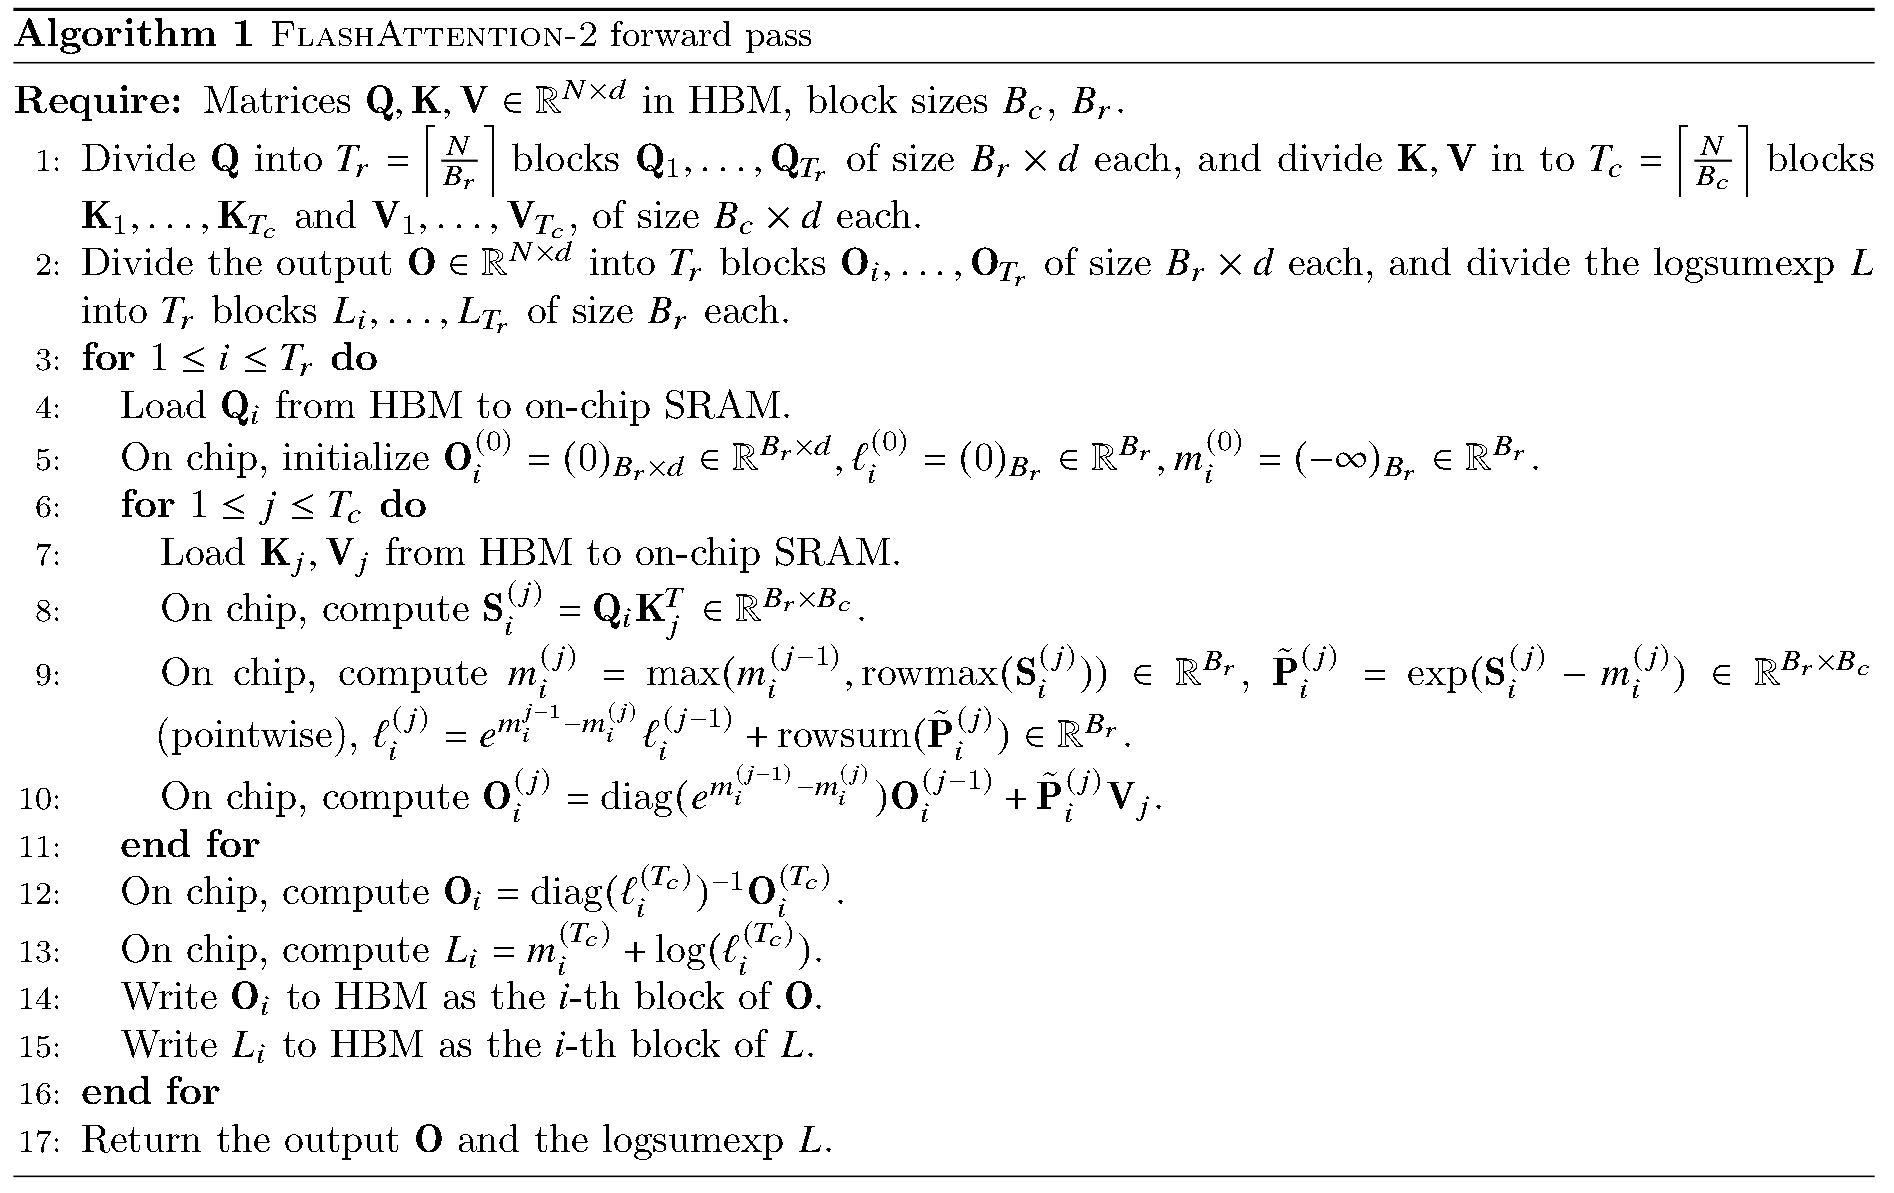 Algorithm 1 FlashAttention-2 forward pass
Require: Matrices $\mathbf{Q}, \mathbf{K}, \mathbf{V} \in \mathbb{R}^{N \times d}$ in HBM, block sizes $B_c$, $B_r$.
1: Divide $\mathbf{Q}$ into $T_r = \left\lceil \frac{N}{B_r} \right\rceil$ blocks $\mathbf{Q}_1, \ldots, \mathbf{Q}_{T_r}$ of size $B_r \times d$ each, and divide $\mathbf{K}, \mathbf{V}$ in to $T_c = \left\lceil \frac{N}{B_c} \right\rceil$ blocks
$\mathbf{K}_1, \ldots, \mathbf{K}_{T_c}$ and $\mathbf{V}_1, \ldots, \mathbf{V}_{T_c}$, of size $B_c \times d$ each.
2: Divide the output $\mathbf{O} \in \mathbb{R}^{N \times d}$ into $T_r$ blocks $\mathbf{O}_i, \ldots, \mathbf{O}_{T_r}$ of size $B_r \times d$ each, and divide the logsumexp $L$
into $T_r$ blocks $L_i, \ldots, L_{T_r}$ of size $B_r$ each.
3: for $1 \le i \le T_r$ do
4: Load $\mathbf{Q}_i$ from HBM to on-chip SRAM.
5: On chip, initialize $\mathbf{O}_i^{(0)} = (0)_{B_r \times d} \in \mathbb{R}^{B_r \times d}, \ell_i^{(0)} = (0)_{B_r} \in \mathbb{R}^{B_r}, m_i^{(0)} = (-\infty)_{B_r} \in \mathbb{R}^{B_r}$.
6: for $1 \le j \le T_c$ do
7: Load $\mathbf{K}_j, \mathbf{V}_j$ from HBM to on-chip SRAM.
8: On chip, compute $\mathbf{S}_i^{(j)} = \mathbf{Q}_i \mathbf{K}_j^T \in \mathbb{R}^{B_r \times B_c}$.
9: On chip, compute $m_i^{(j)} = \max(m_i^{(j-1)}, \mathrm{rowmax}(\mathbf{S}_i^{(j)})) \in \mathbb{R}^{B_r}$, $\tilde{\mathbf{P}}_i^{(j)} = \exp(\mathbf{S}_i^{(j)} - m_i^{(j)}) \in \mathbb{R}^{B_r \times B_c}$
(pointwise), $\ell_i^{(j)} = e^{m_i^{j-1} - m_i^{(j)}} \ell_i^{(j-1)} + \mathrm{rowsum}(\tilde{\mathbf{P}}_i^{(j)}) \in \mathbb{R}^{B_r}$.
10: On chip, compute $\mathbf{O}_i^{(j)} = \mathrm{diag}(e^{m_i^{(j-1)} - m_i^{(j)}}) \mathbf{O}_i^{(j-1)} + \tilde{\mathbf{P}}_i^{(j)} \mathbf{V}_j$.
11: end for
12: On chip, compute $\mathbf{O}_i = \mathrm{diag}(\ell_i^{(T_c)})^{-1} \mathbf{O}_i^{(T_c)}$.
13: On chip, compute $L_i = m_i^{(T_c)} + \log(\ell_i^{(T_c)})$.
14: Write $\mathbf{O}_i$ to HBM as the $i$-th block of $\mathbf{O}$.
15: Write $L_i$ to HBM as the $i$-th block of $L$.
16: end for
17: Return the output $\mathbf{O}$ and the logsumexp $L$.